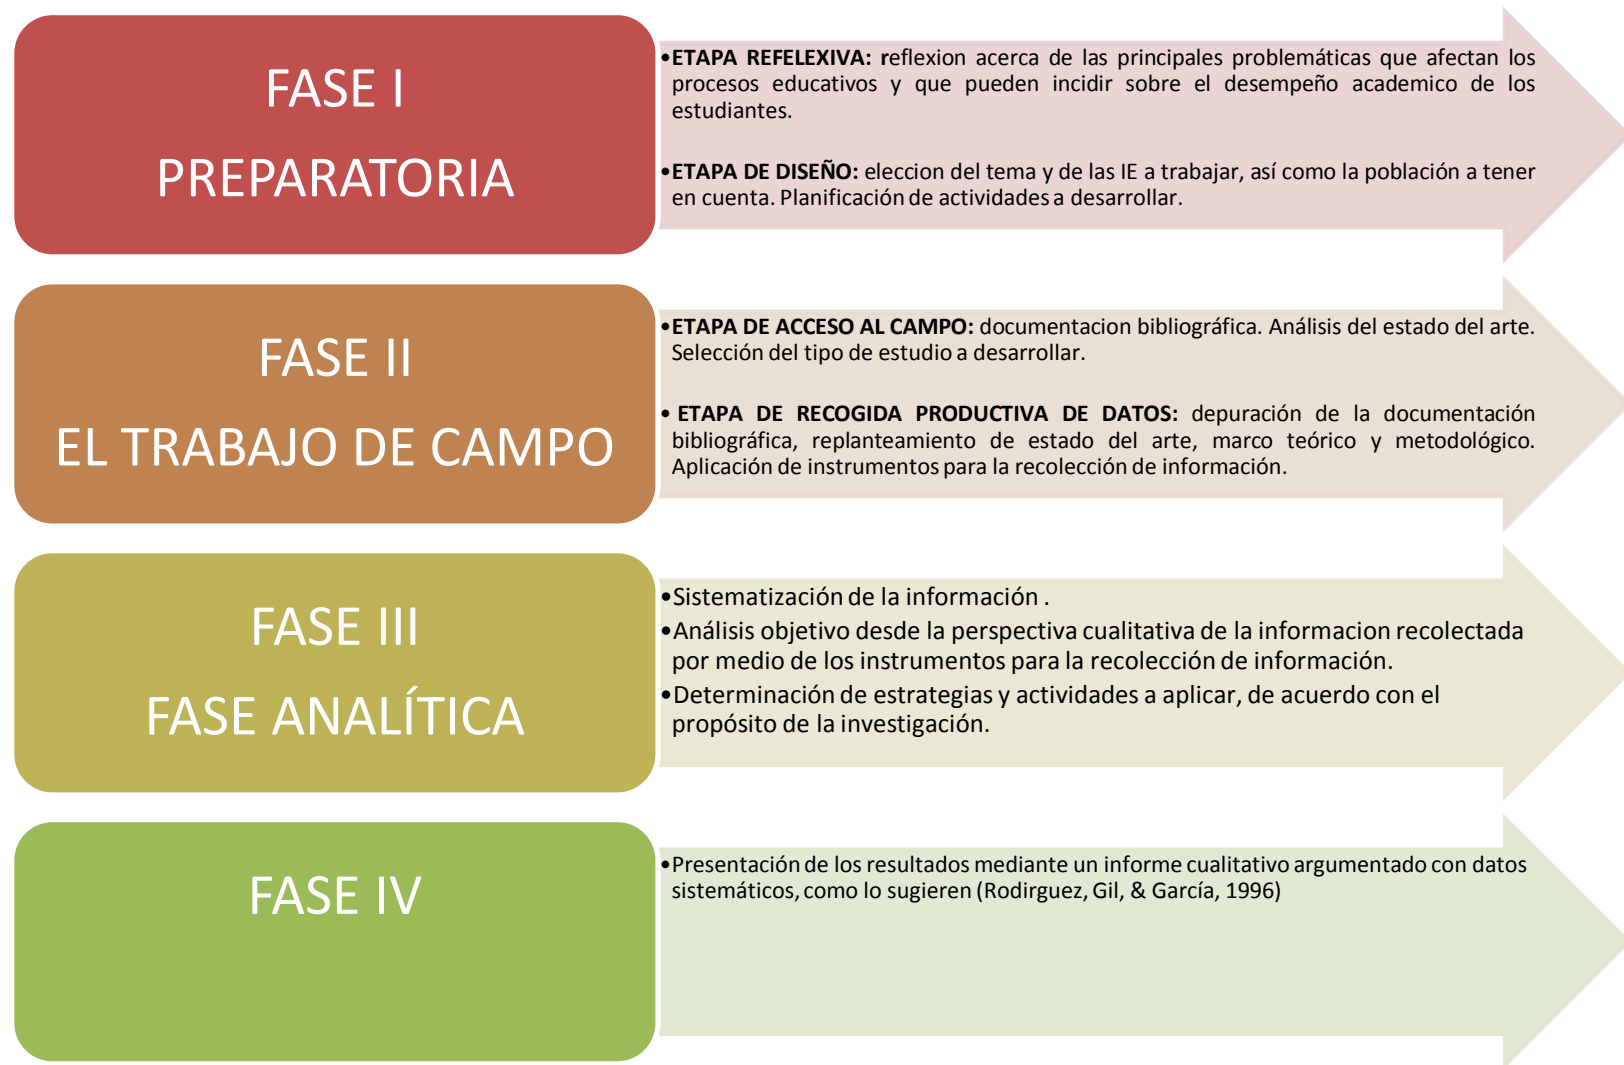 FASE I
PREPARATORIA
•ETAPA REFELEXIVA: reflexion acerca de las principales problemáticas que afectan los
procesos educativos y que pueden incidir sobre el desempeño academico de los
estudiantes.
•ETAPA DE DISEÑO: eleccion del tema y de las IE a trabajar, así como la población a tener
en cuenta. Planificación de actividades a desarrollar.
FASE II
EL TRABAJO DE CAMPO
•ETAPA DE ACCESO AL CAMPO: documentacion bibliográfica. Análisis del estado del arte.
Selección del tipo de estudio a desarrollar.
• ETAPA DE RECOGIDA PRODUCTIVA DE DATOS: depuración de la documentación
bibliográfica, replanteamiento de estado del arte, marco teórico y metodológico.
Aplicación de instrumentos para la recolección de información.
FASE III
FASE ANALÍTICA
•Sistematización de la información .
•Análisis objetivo desde la perspectiva cualitativa de la informacion recolectada
por medio de los instrumentos para la recolección de información.
•Determinación de estrategias y actividades a aplicar, de acuerdo con el
propósito de la investigación.
FASE IV
•Presentación de los resultados mediante un informe cualitativo argumentado con datos
sistemáticos, como lo sugieren (Rodirguez, Gil, & García, 1996)